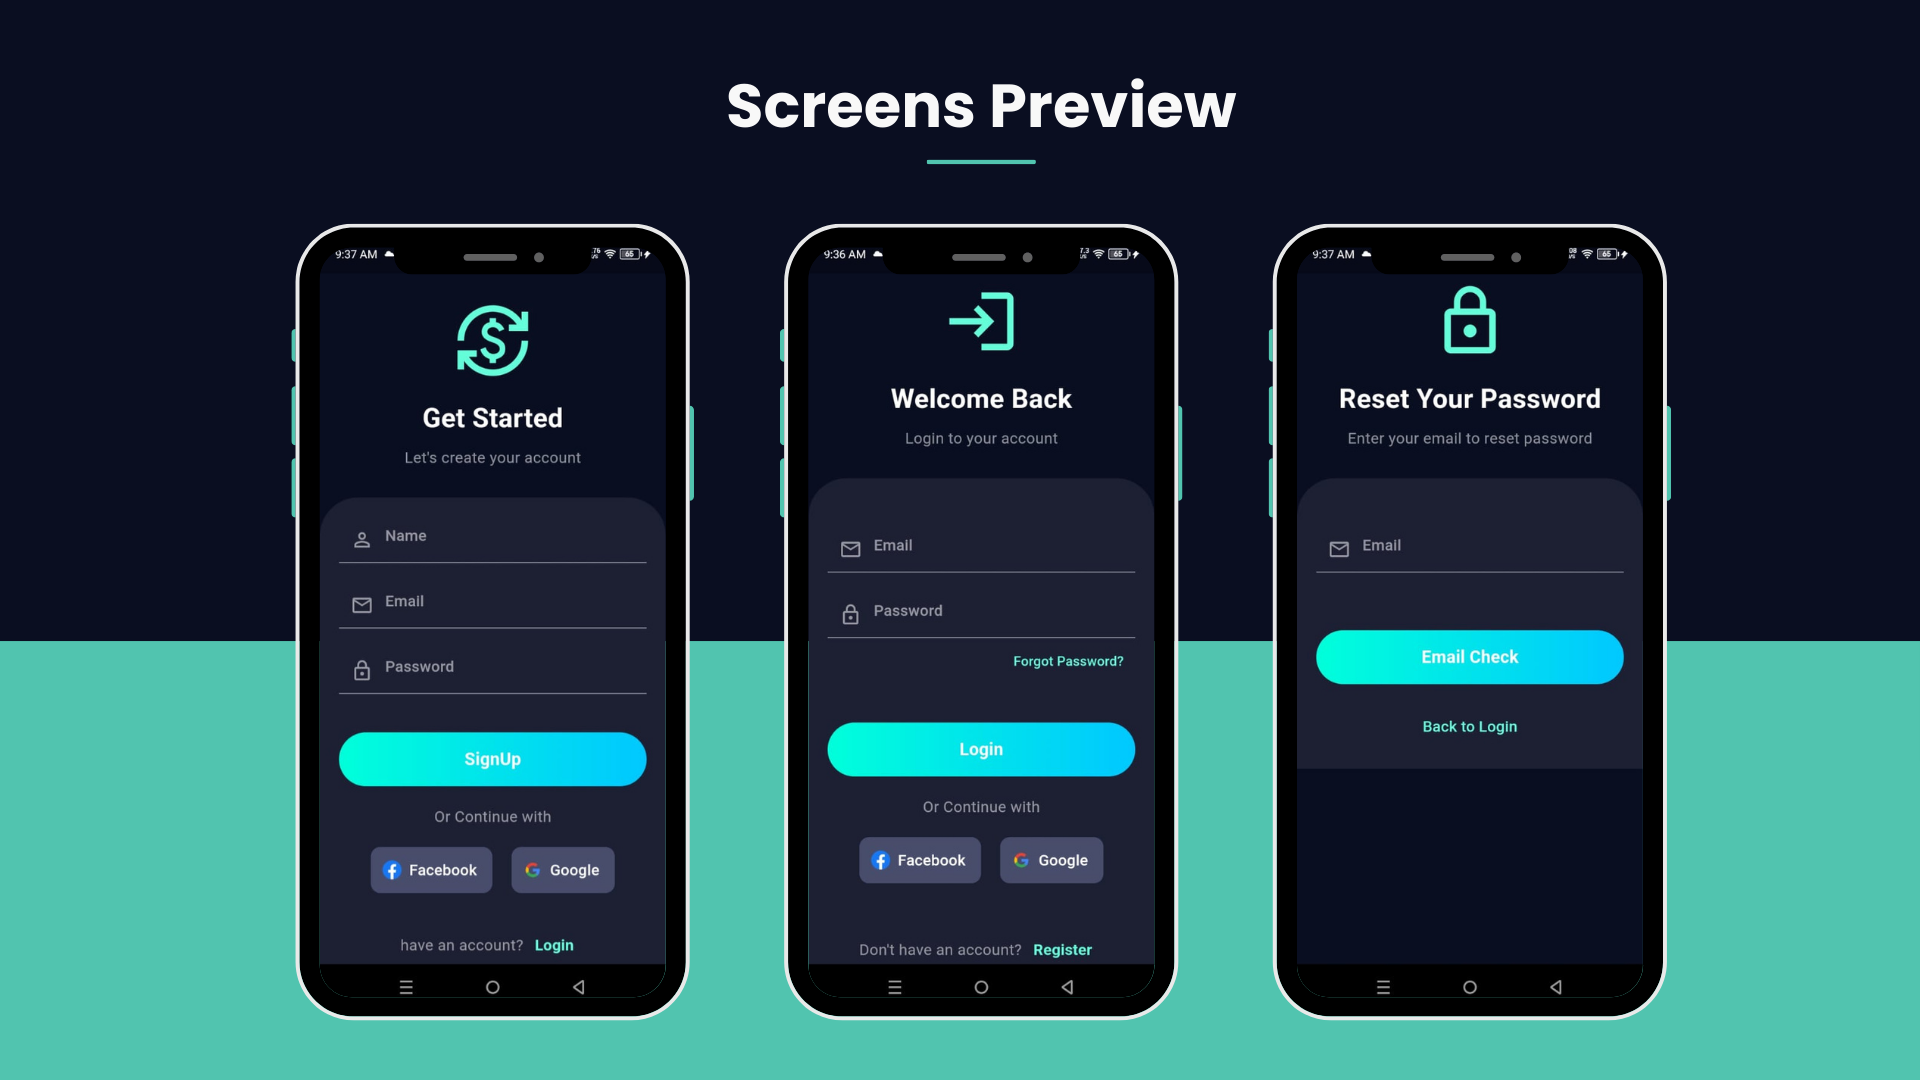 Screens Preview
9:37 AM
65
Get Started
Let's create your account
Name
Email
Password
SignUp
Or Continue with
Facebook
Google
have an account? Login
9:36 AM
65
Welcome Back
Login to your account
Email
Password
Forgot Password?
Login
Or Continue with
Facebook
Google
Don't have an account? Register
9:37 AM
65
Reset Your Password
Enter your email to reset password
Email
Email Check
Back to Login